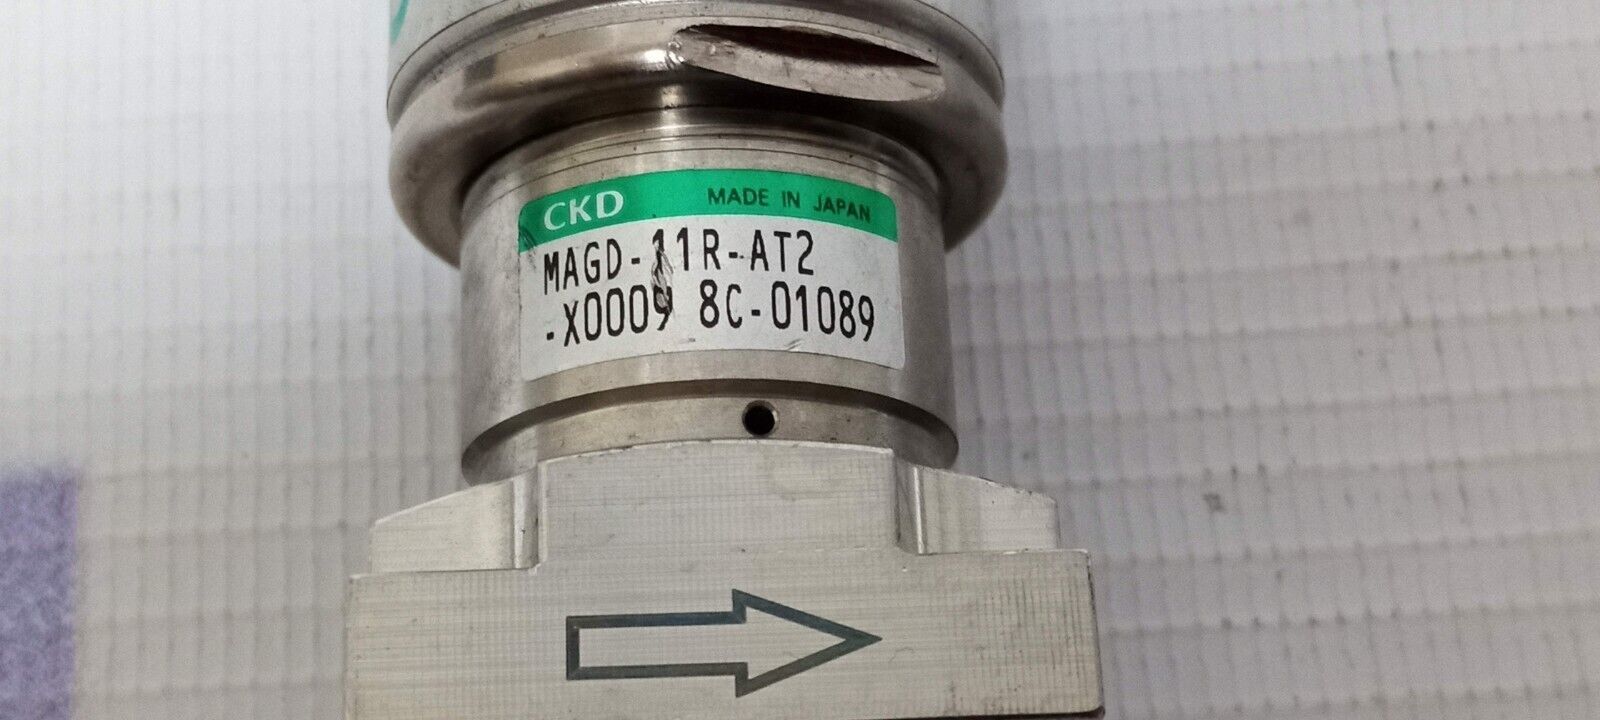 CKD MADE IN JAPAN
MAGD-11R-AT2
-X0009 8C-01089